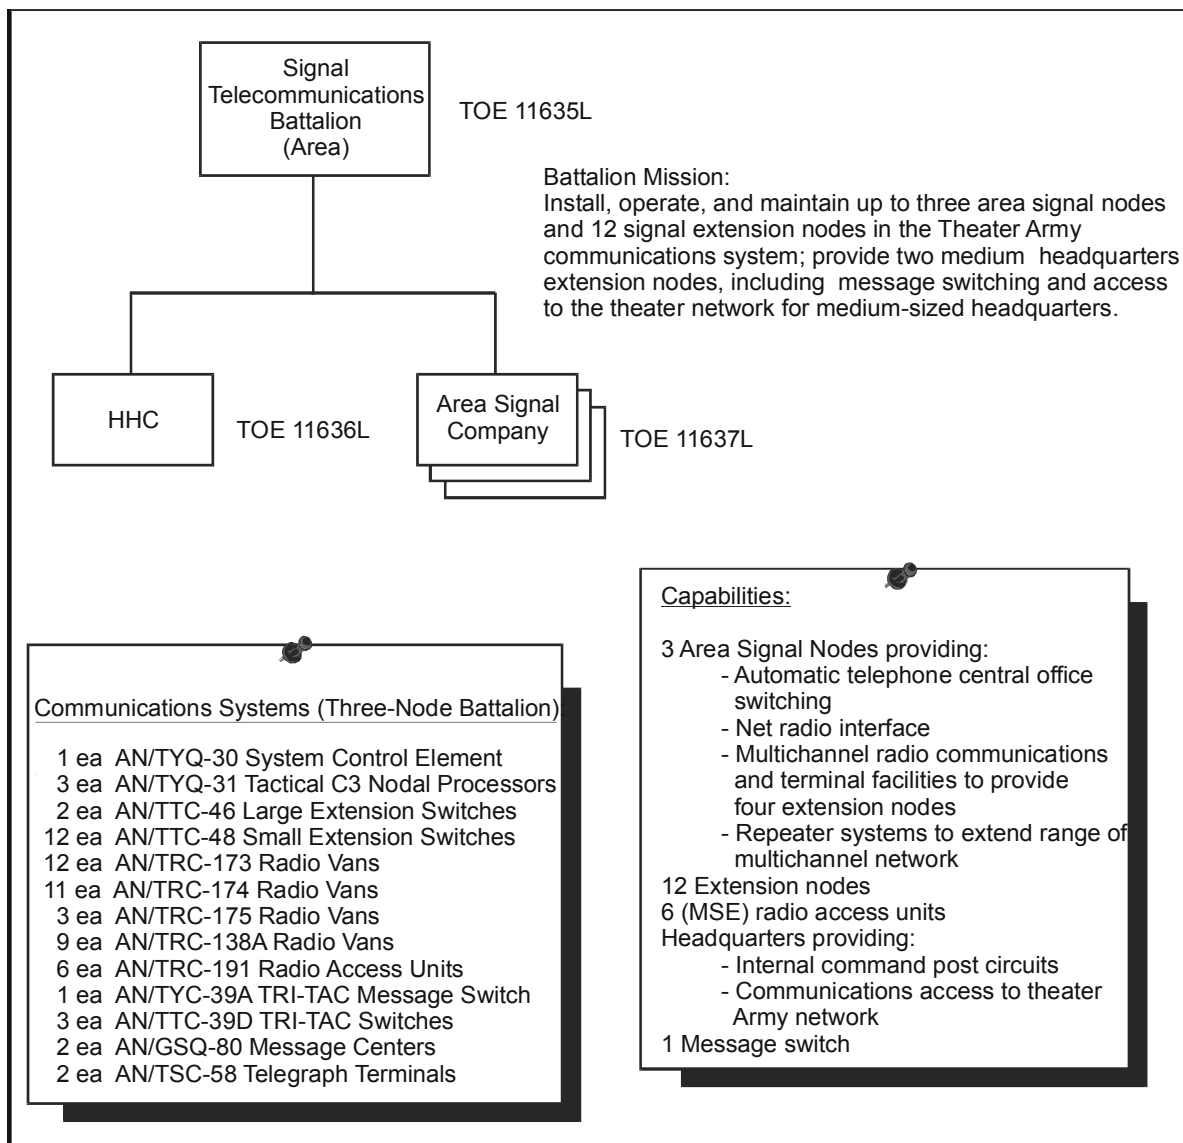 Signal
Telecommunications
Battalion
(Area)
TOE 11635L
Battalion Mission:
Install, operate, and maintain up to three area signal nodes
and 12 signal extension nodes in the Theater Army
communications system; provide two medium headquarters
extension nodes, including message switching and access
to the theater network for medium-sized headquarters.
HHC
TOE 11636L
Area Signal
Company
TOE 11637L
Communications Systems (Three-Node Battalion):
1 ea AN/TYQ-30 System Control Element
3 ea AN/TYQ-31 Tactical C3 Nodal Processors
2 ea AN/TTC-46 Large Extension Switches
12 ea AN/TTC-48 Small Extension Switches
12 ea AN/TRC-173 Radio Vans
11 ea AN/TRC-174 Radio Vans
3 ea AN/TRC-175 Radio Vans
9 ea AN/TRC-138A Radio Vans
6 ea AN/TRC-191 Radio Access Units
1 ea AN/TYC-39A TRI-TAC Message Switch
3 ea AN/TTC-39D TRI-TAC Switches
2 ea AN/GSQ-80 Message Centers
2 ea AN/TSC-58 Telegraph Terminals
Capabilities:
3 Area Signal Nodes providing:
- Automatic telephone central office
switching
- Net radio interface
- Multichannel radio communications
and terminal facilities to provide
four extension nodes
- Repeater systems to extend range of
multichannel network
12 Extension nodes
6 (MSE) radio access units
Headquarters providing:
- Internal command post circuits
- Communications access to theater
Army network
1 Message switch